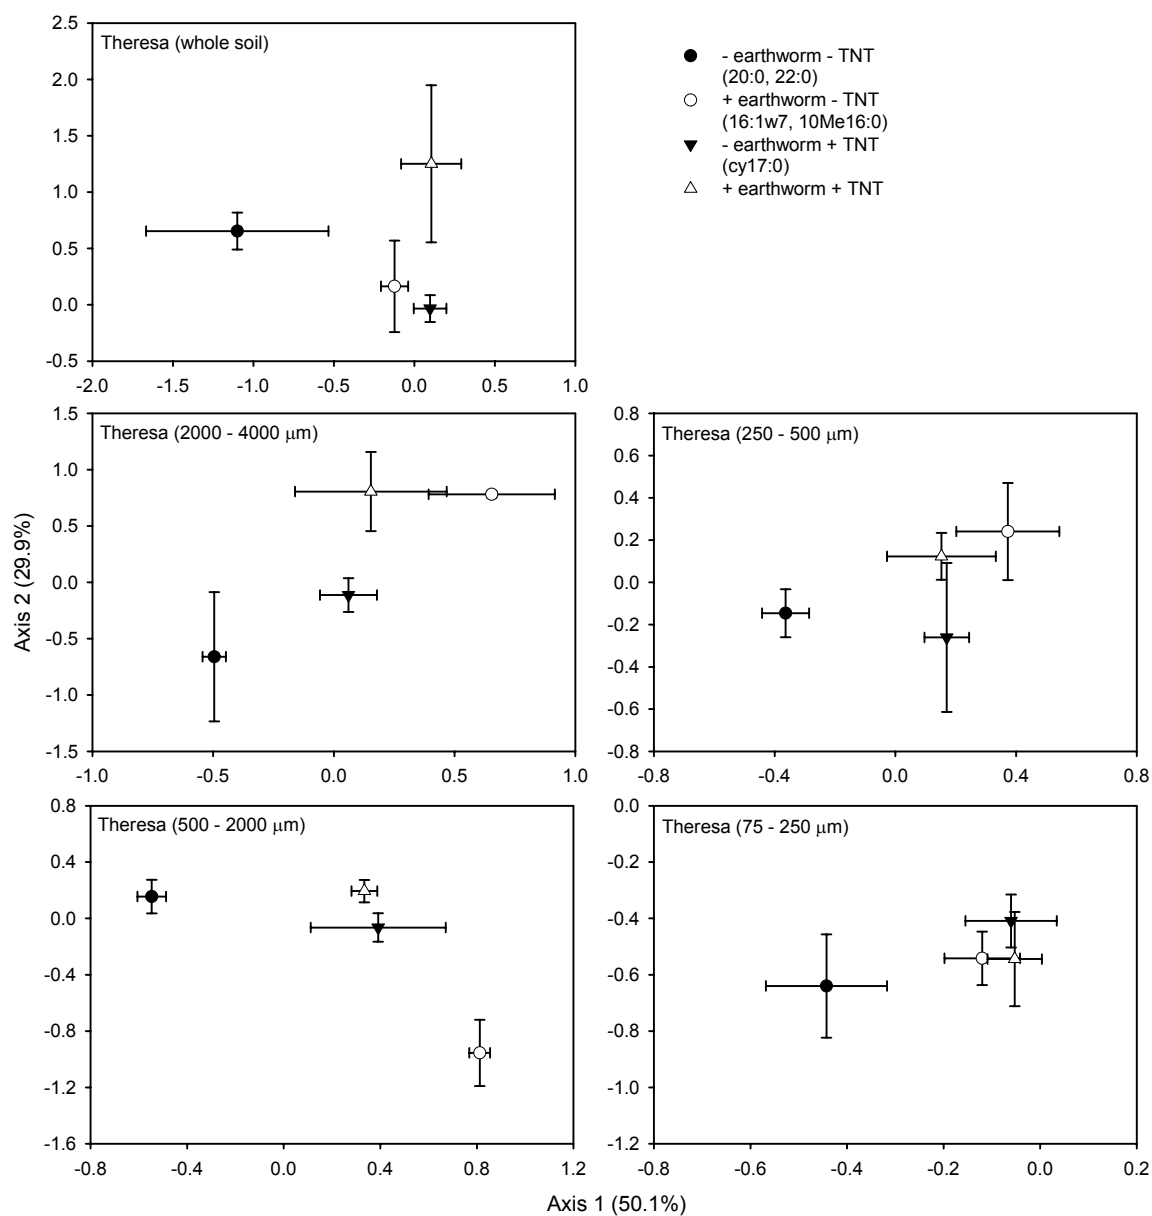 Theresa (whole soil)
2.5
2.0
1.5
1.0
0.5
0.0
-0.5
-2.0 -1.5 -1.0 -0.5 0.0 0.5 1.0
- earthworm - TNT
(20:0, 22:0)
+ earthworm - TNT
(16:1w7, 10Me16:0)
- earthworm + TNT
(cy17:0)
+ earthworm + TNT
Axis 2 (29.9%)
Theresa (2000 - 4000 μm)
1.5
1.0
0.5
0.0
-0.5
-1.0
-1.5
-1.0 -0.5 0.0 0.5 1.0
Theresa (250 - 500 μm)
0.8
0.6
0.4
0.2
0.0
-0.2
-0.4
-0.6
-0.8
-0.8 -0.4 0.0 0.4 0.8
Theresa (500 - 2000 μm)
0.8
0.4
0.0
-0.4
-0.8
-1.2
-1.6
-0.8 -0.4 0.0 0.4 0.8 1.2
Theresa (75 - 250 μm)
0.0
-0.2
-0.4
-0.6
-0.8
-1.0
-1.2
-0.8 -0.6 -0.4 -0.2 0.0 0.2
Axis 1 (50.1%)